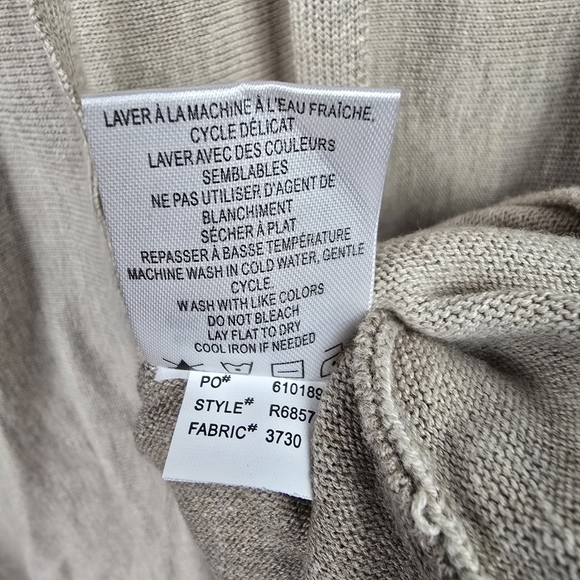 LAVER À LA MACHINE À L'EAU FRAÎCHE,
CYCLE DÉLICAT
LAVER AVEC DES COULEURS
SEMBLABLES
NE PAS UTILISER D'AGENT DE
BLANCHIMENT
SÉCHER À PLAT
REPASSER À BASSE TEMPÉRATURE
MACHINE WASH IN COLD WATER, GENTLE
CYCLE.
WASH WITH LIKE COLORS
DO NOT BLEACH
LAY FLAT TO DRY
COOL IRON IF NEEDED
PO# 610189
STYLE# R6857
FABRIC# 3730